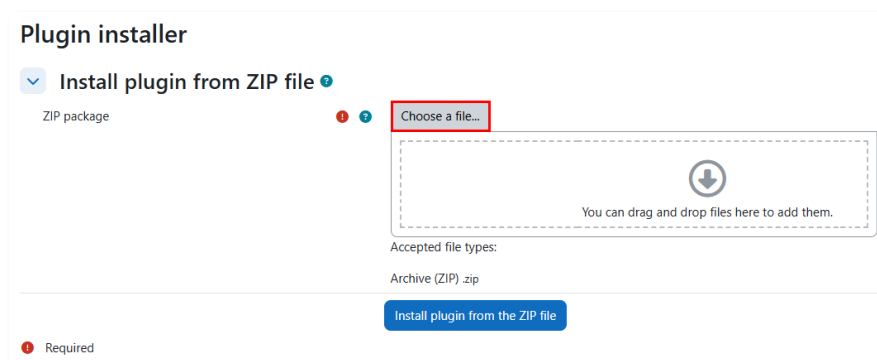 Plugin installer
Install plugin from ZIP file
ZIP package
Choose a file...
You can drag and drop files here to add them.
Accepted file types:
Archive (ZIP) .zip
Install plugin from the ZIP file
Required